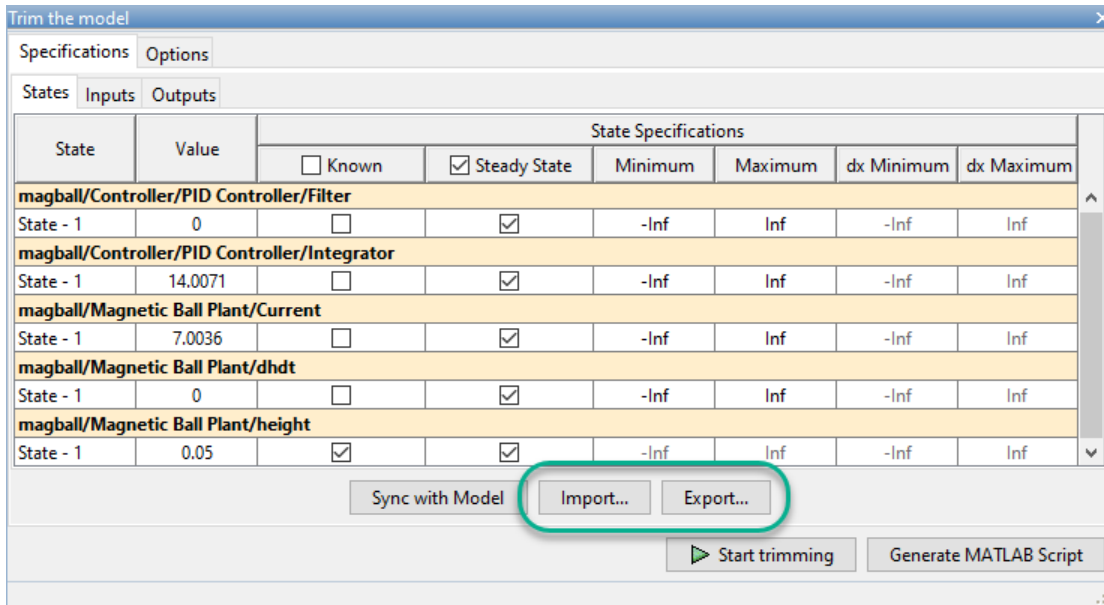 Trim the model
Specifications Options
States Inputs Outputs
State Value State Specifications
Known Steady State Minimum Maximum dx Minimum dx Maximum
magball/Controller/PID Controller/Filter
State - 1 0 -Inf Inf -Inf Inf
magball/Controller/PID Controller/Integrator
State - 1 14.0071 -Inf Inf -Inf Inf
magball/Magnetic Ball Plant/Current
State - 1 7.0036 -Inf Inf -Inf Inf
magball/Magnetic Ball Plant/dhdt
State - 1 0 -Inf Inf -Inf Inf
magball/Magnetic Ball Plant/height
State - 1 0.05 -Inf Inf -Inf Inf
Sync with Model Import... Export...
Start trimming Generate MATLAB Script